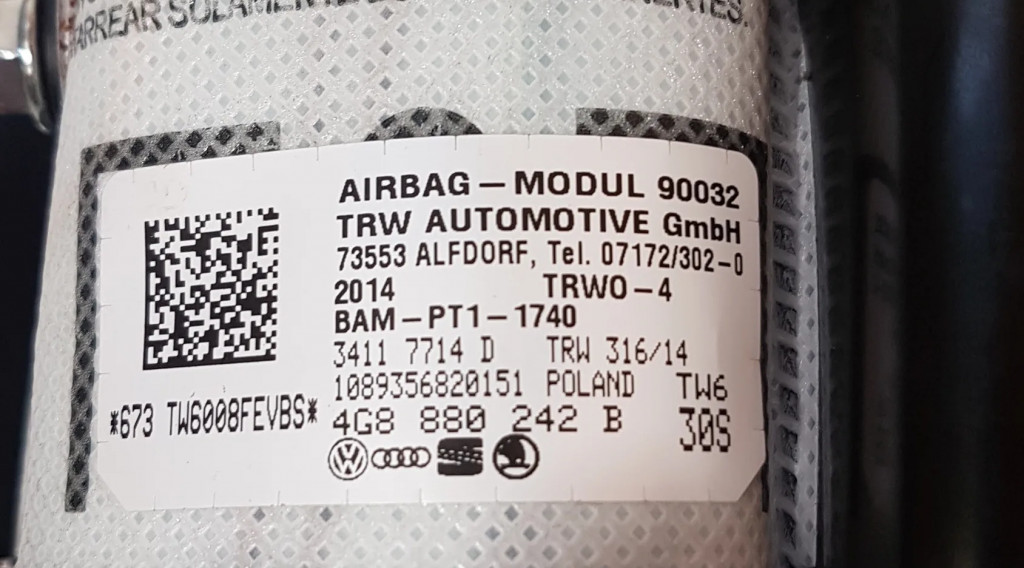 AIRBAG – MODUL 90032
TRW AUTOMOTIVE GmbH
73553 ALFDORF, Tel. 07172/302-0
2014 TRWO-4
BAM-PT1-1740
3411 7714 D TRW 316/14
1089356820151 POLAND TW6
*673 TW6008FEVBS* 4G8 880 242 B 30S